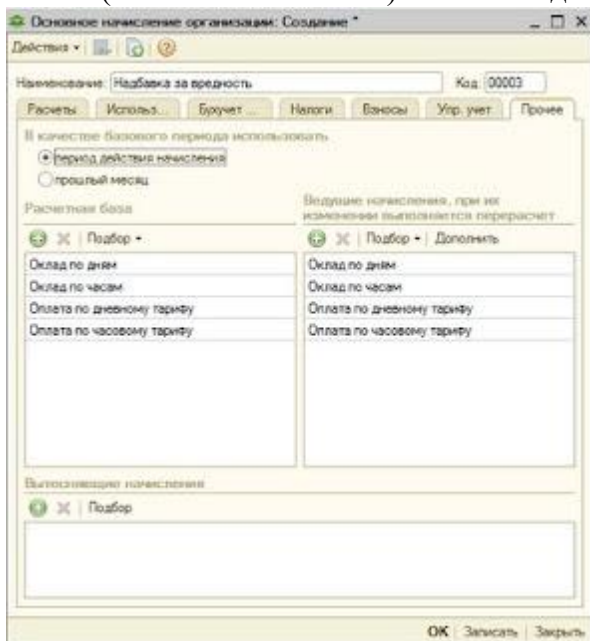 Основное начисление организации: Создание *
Действия
Наименование: Надбавка за вредность Код: 00003
Расчеты Использ... Бухучет ... Налоги Взносы Упр. учет Прочее
В качестве базового периода использовать
период действия начисления
прошлый месяц
Расчетная база
Ведущие начисления, при их
изменении выполняется перерасчет
Подбор
Подбор Дополнить
Оклад по дням Оклад по дням
Оклад по часам Оклад по часам
Оплата по дневному тарифу Оплата по дневному тарифу
Оплата по часовому тарифу Оплата по часовому тарифу
Вытесняющие начисления
Подбор
OK Записать Закрыть